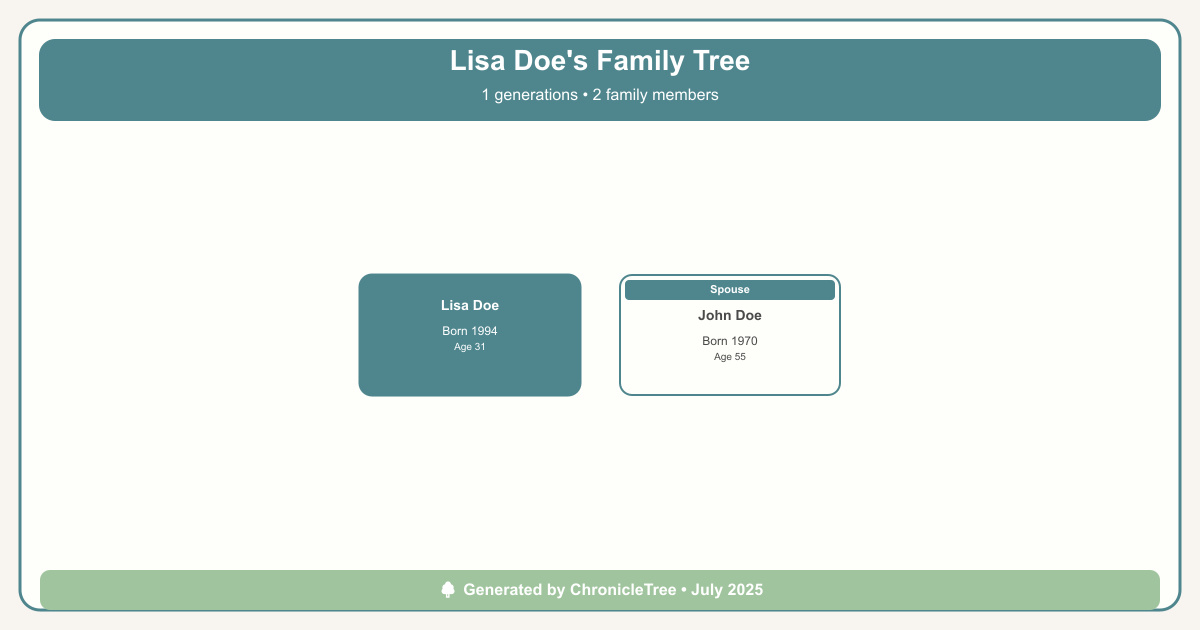 Lisa Doe's Family Tree
1 generations • 2 family members
Lisa Doe
Born 1994
Age 31
Spouse
John Doe
Born 1970
Age 55
Generated by ChronicleTree • July 2025